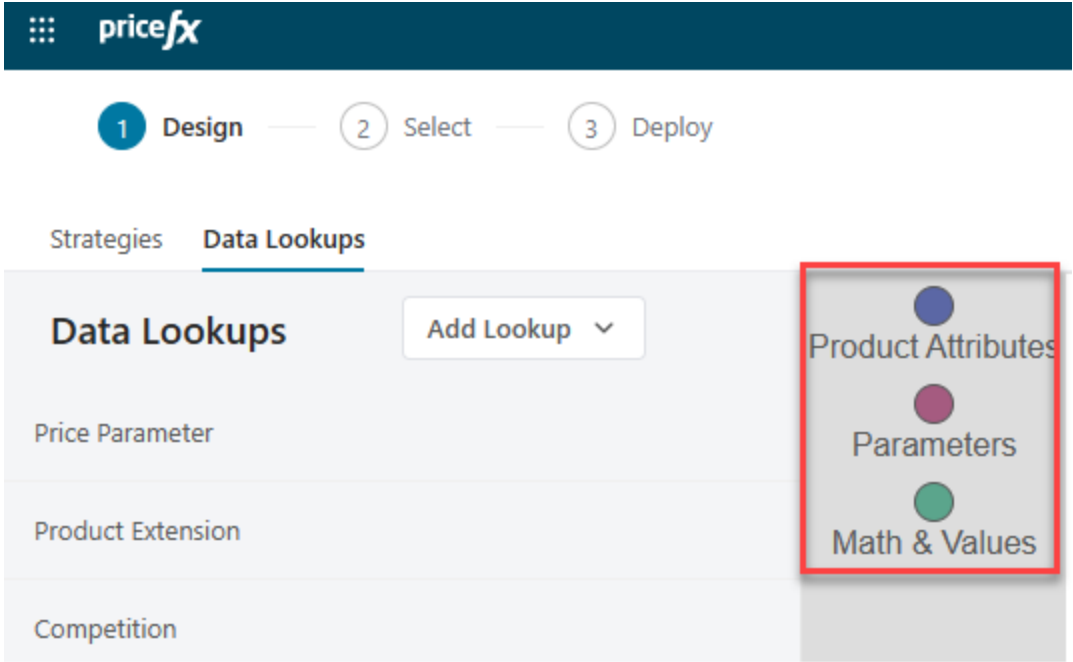 pricefx
1 Design 2 Select 3 Deploy
Strategies Data Lookups
Data Lookups Add Lookup
Product Attributes
Price Parameter
Parameters
Product Extension
Math & Values
Competition